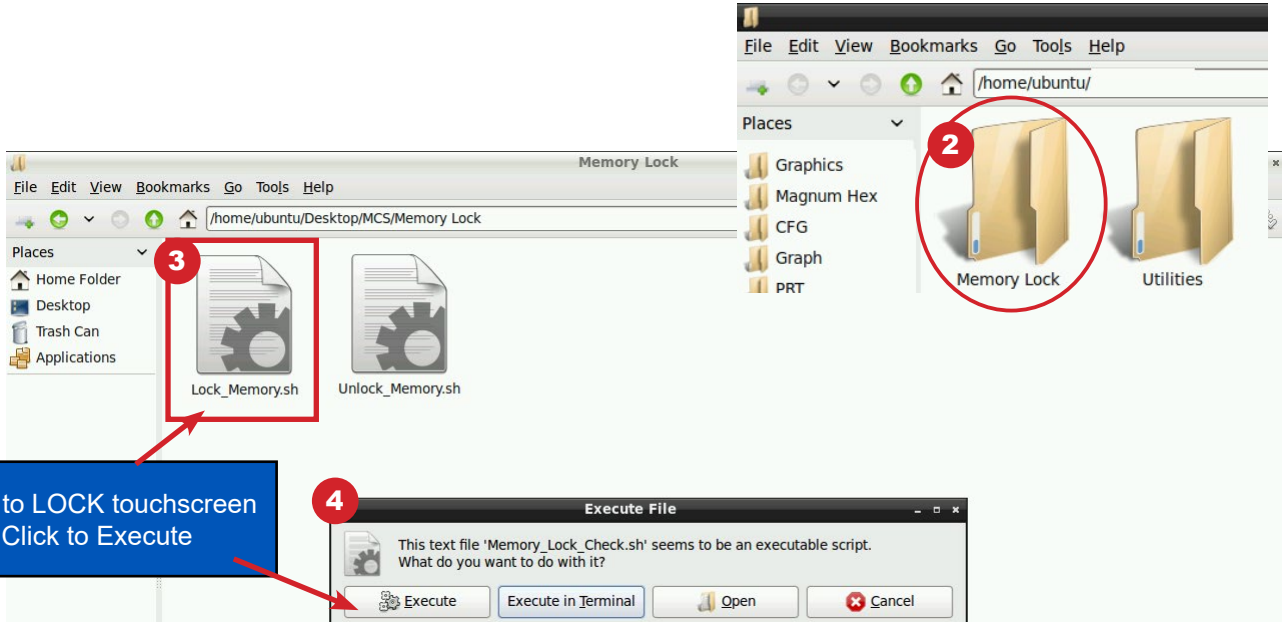 File Edit View Bookmarks Go Tools Help
/home/ubuntu/
Places
Graphics
Magnum Hex
CFG
Graph
PRT
2
Memory Lock
Utilities
Memory Lock
File Edit View Bookmarks Go Tools Help
/home/ubuntu/Desktop/MCS/Memory Lock
Places
Home Folder
Desktop
Trash Can
Applications
3
Lock_Memory.sh
Unlock_Memory.sh
to LOCK touchscreen
Click to Execute
4
Execute File
This text file 'Memory_Lock_Check.sh' seems to be an executable script.
What do you want to do with it?
Execute
Execute in Terminal
Open
Cancel